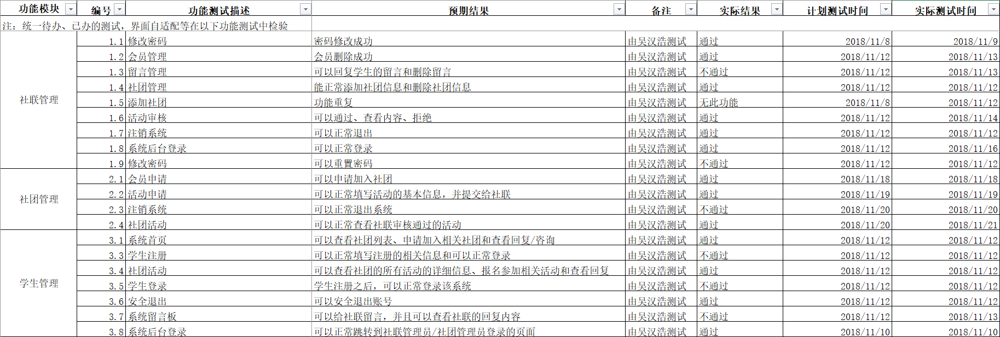 功能模块 编号 功能测试描述 预期结果 备注 实际结果 计划测试时间 实际测试时间
注：统一待办、已办的测试，界面自适配等在以下功能测试中检验
社联管理
1.1 修改密码 密码修改成功 由吴汉浩测试 通过 2018/11/8 2018/11/9
1.2 会员管理 会员删除成功 由吴汉浩测试 通过 2018/11/12 2018/11/13
1.3 留言管理 可以回复学生的留言和删除留言 由吴汉浩测试 不通过 2018/11/12 2018/11/13
1.4 社团管理 能正常添加社团信息和删除社团信息 由吴汉浩测试 通过 2018/11/12 2018/11/12
1.5 添加社团 功能重复 由吴汉浩测试 无此功能 2018/11/8 2018/11/12
1.6 活动审核 可以通过、查看内容、拒绝 由吴汉浩测试 通过 2018/11/12 2018/11/14
1.7 注销系统 可以正常退出 由吴汉浩测试 通过 2018/11/12 2018/11/12
1.8 系统后台登录 可以正常登录 由吴汉浩测试 通过 2018/11/12 2018/11/16
1.9 修改密码 可以重置密码 由吴汉浩测试 不通过 2018/11/12 2018/11/12
社团管理
2.1 会员申请 可以申请加入社团 由吴汉浩测试 通过 2018/11/18 2018/11/18
2.2 活动申请 可以正常填写活动的基本信息，并提交给社联 由吴汉浩测试 通过 2018/11/19 2018/11/19
2.3 注销系统 可以正常退出系统 由吴汉浩测试 不通过 2018/11/20 2018/11/20
2.4 社团活动 可以正常查看社联审核通过的活动 由吴汉浩测试 通过 2018/11/20 2018/11/21
学生管理
3.1 系统首页 可以查看社团列表、申请加入相关社团和查看回复/咨询 由吴汉浩测试 通过 2018/11/12 2018/11/12
3.3 学生注册 可以正常填写注册的相关信息和可以正常登录 由吴汉浩测试 不通过 2018/11/12 2018/11/12
3.4 社团活动 可以查看社团的所有活动的详细信息、报名参加相关活动和查看回复 由吴汉浩测试 通过 2018/11/12 2018/11/12
3.5 学生登录 学生注册之后，可以正常登录该系统 由吴汉浩测试 不通过 2018/11/12 2018/11/12
3.6 安全退出 可以安全退出账号 由吴汉浩测试 通过 2018/11/12 2018/11/12
3.7 系统留言板 可以给社联留言，并且可以查看社联的回复内容 由吴汉浩测试 不通过 2018/11/12 2018/11/13
3.8 系统后台登录 可以正常跳转到社联管理员/社团管理员登录的页面 由吴汉浩测试 通过 2018/11/10 2018/11/10